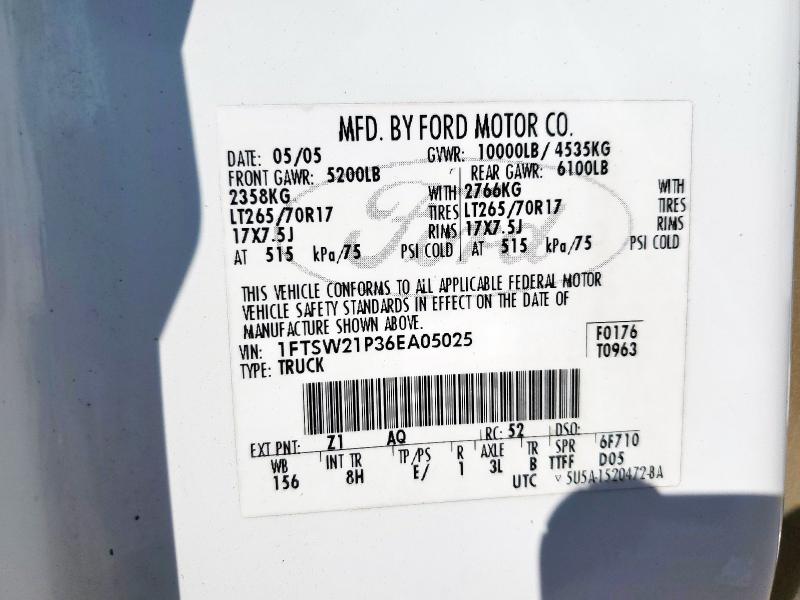 MFD. BY FORD MOTOR CO.
DATE: 05/05 GVWR: 10000LB/ 4535KG
FRONT GAWR: 5200LB REAR GAWR: 6100LB
2358KG WITH 2766KG WITH
LT265/70R17 TIRES LT265/70R17 TIRES
17X7.5J RIMS 17X7.5J RIMS
AT 515 kPa/75 PSI COLD AT 515 kPa/75 PSI COLD
Ford
THIS VEHICLE CONFORMS TO ALL APPLICABLE FEDERAL MOTOR
VEHICLE SAFETY STANDARDS IN EFFECT ON THE DATE OF
MANUFACTURE SHOWN ABOVE.
VIN: 1FTSW21P36EA05025 F0176
TYPE: TRUCK T0963
EXT PNT: Z1 AQ RC: 52 DSO:
WB INT TR TP/PS R AXLE TR SPR 6F710
156 8H E/ 1 3L B TTFF D05
UTC ▽ 5U5A-1520472-BA